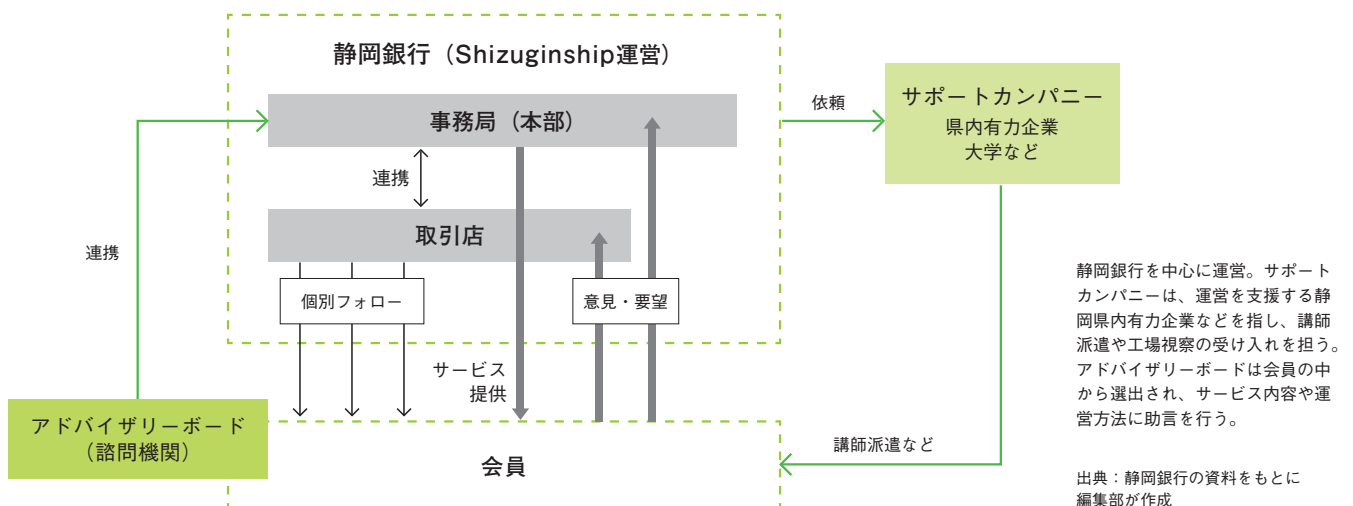 静岡銀行（Shizuginship運営）
事務局（本部）
依頼
サポートカンパニー
県内有力企業
大学など
連携
取引店
連携
個別フォロー
意見・要望
サービス
提供
アドバイザリーボード
（諮問機関）
会員
講師派遣など
静岡銀行を中心に運営。サポート
カンパニーは、運営を支援する静
岡県内有力企業などを指し、講師
派遣や工場視察の受け入れを担う。
アドバイザリーボードは会員の中
から選出され、サービス内容や運
営方法に助言を行う。
出典：静岡銀行の資料をもとに
編集部が作成